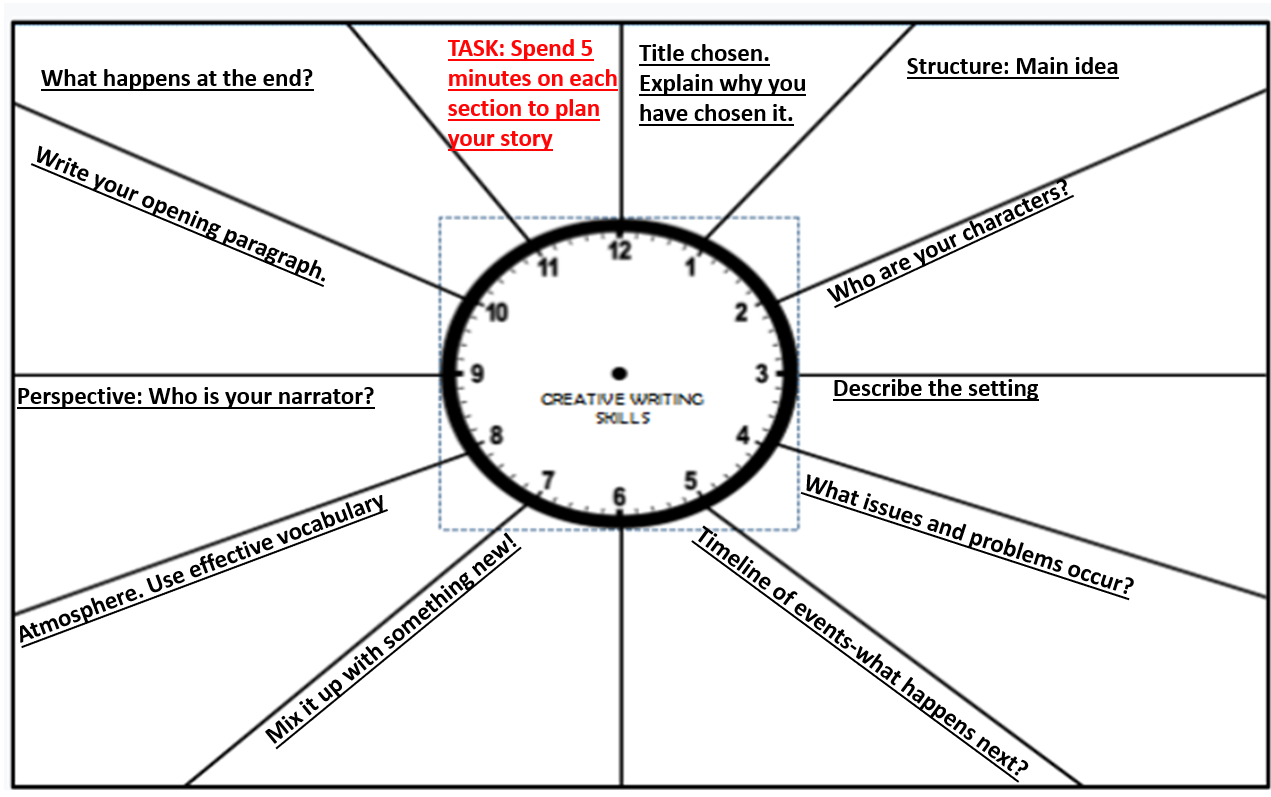 TASK: Spend 5
minutes on each
section to plan
your story
Title chosen.
Explain why you
have chosen it.
Structure: Main idea
Who are your characters?
Describe the setting
What issues and problems occur?
Timeline of events-what happens next?
Mix it up with something new!
Atmosphere. Use effective vocabulary
Perspective: Who is your narrator?
Write your opening paragraph.
What happens at the end?
12
1
2
3
4
5
6
7
8
9
10
11
CREATIVE WRITING
SKILLS